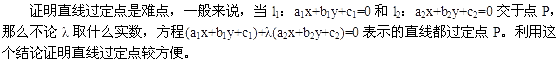 证明直线过定点是难点，一般来说，当 l₁：a₁x+b₁y+c₁=0 和 l₂：a₂x+b₂y+c₂=0 交于点 P，
那么不论 λ 取什么实数，方程(a₁x+b₁y+c₁)+λ(a₂x+b₂y+c₂)=0 表示的直线都过定点 P。利用这
个结论证明直线过定点较方便。